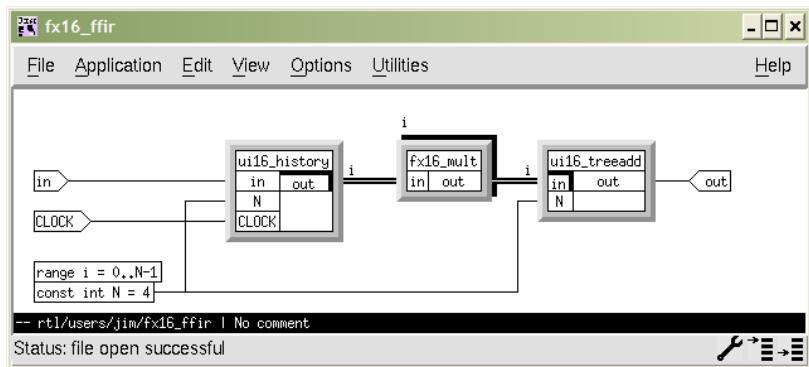 fx16_ffir
File Application Edit View Options Utilities Help
i
ui16_history
in out
N
CLOCK
i
fx16_mult
in out
i
ui16_treeadd
in out
N
in
CLOCK
out
range i = 0..N-1
const int N = 4
-- rtl/users/jim/fx16_ffir | No comment
Status: file open successful